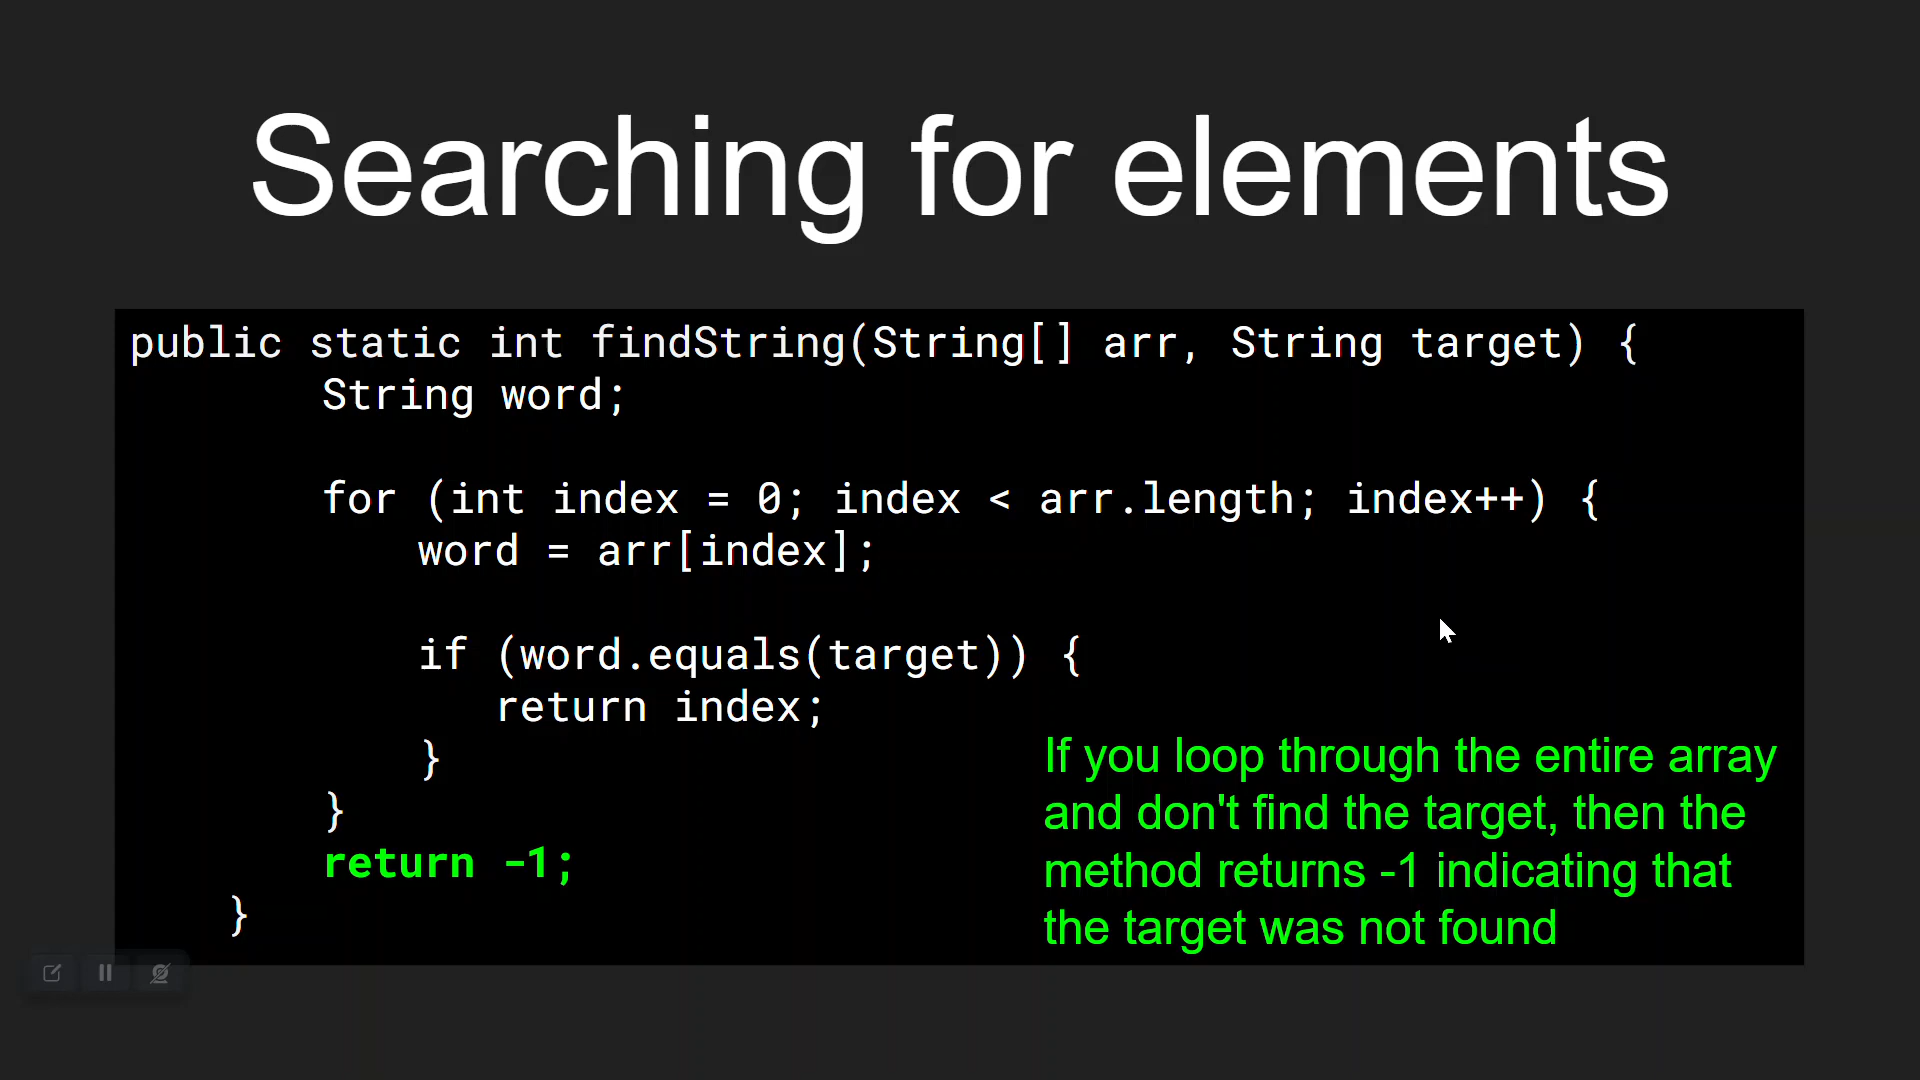 Searching for elements
public static int findString(String[] arr, String target) {
String word;
for (int index = 0; index < arr.length; index++) {
word = arr[index];
if (word.equals(target)) {
return index;
}
}
return -1;
}
If you loop through the entire array
and don't find the target, then the
method returns -1 indicating that
the target was not found